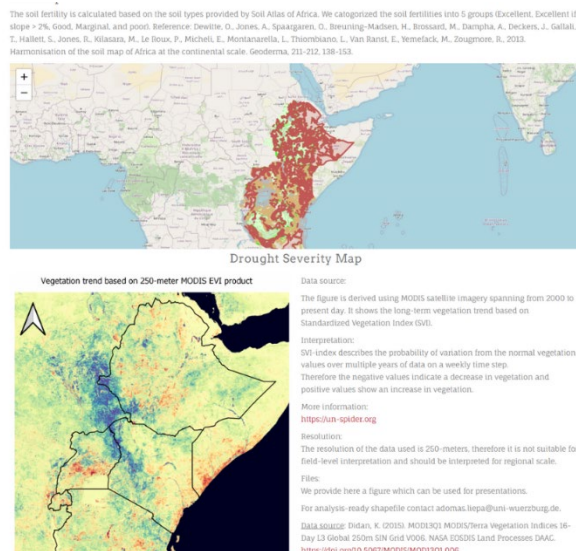 The soil fertility is calculated based on the soil types provided by Soil Atlas of Africa. We catogorized the soil fertilities into 5 groups (Excellent, Excellent if
slope > 2%, Good, Marginal, and poor). Reference: Dewitte, O., Jones, A., Spaargaren, O., Breuning-Madsen, H., Brossard, M., Dampha, A., Deckers, J., Gallali,
T., Hallett, S., Jones, R., Kilasara, M., Le Roux, P., Micheli, E., Montanarella, L., Thiombiano, L., Van Ranst, E., Yemefack, M., Zougmore, R., 2013.
Harmonisation of the soil map of Africa at the continental scale. Geoderma, 211-212, 138-153.
+
−
Drought Severity Map
Vegetation trend based on 250-meter MODIS EVI product
Data source:
The figure is derived using MODIS satellite imagery spanning from 2000 to
present day. It shows the long-term vegetation trend based on
Standardized Vegetation Index (SVI).
Interpretation:
SVI-index describes the probability of variation from the normal vegetation
values over multiple years of data on a weekly time step.
Therefore the negative values indicate a decrease in vegetation and
positive values show an increase in vegetation.
More information:
https://un-spider.org
Resolution:
The resolution of the data used is 250-meters, therefore it is not suitable for
field-level interpretation and should be interpreted for regional scale.
Files:
We provide here a figure which can be used for presentations.
For analysis-ready shapefile contact adomas.liepa@uni-wuerzburg.de.
Data source: Didan, K. (2015). MOD13Q1 MODIS/Terra Vegetation Indices 16-
Day L3 Global 250m SIN Grid V006. NASA EOSDIS Land Processes DAAC.
https://doi.org/10.5067/MODIS/MOD13Q1.006